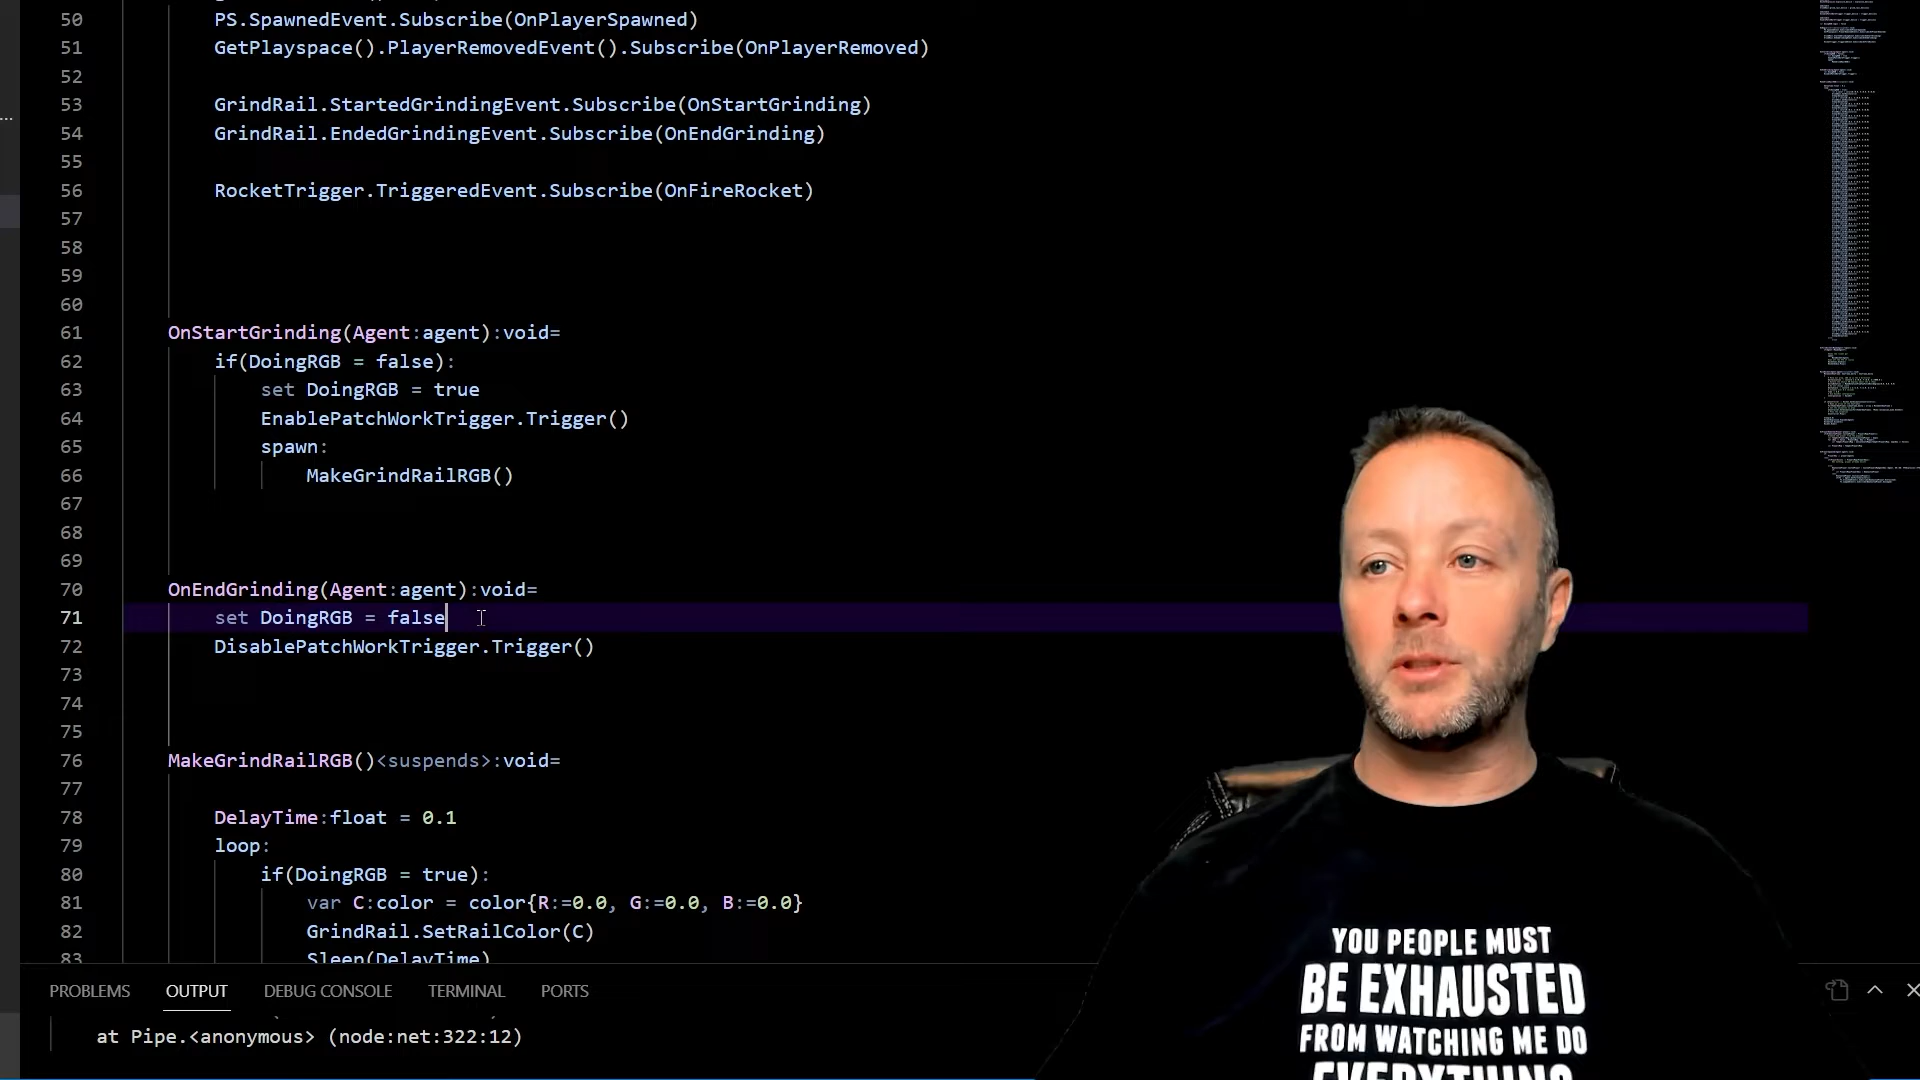 50 PS.SpawnedEvent.Subscribe(OnPlayerSpawned)
51 GetPlayspace().PlayerRemovedEvent().Subscribe(OnPlayerRemoved)
52
53 GrindRail.StartedGrindingEvent.Subscribe(OnStartGrinding)
54 GrindRail.EndedGrindingEvent.Subscribe(OnEndGrinding)
55
56 RocketTrigger.TriggeredEvent.Subscribe(OnFireRocket)
57
58
59
60
61 OnStartGrinding(Agent:agent):void=
62 if(DoingRGB = false):
63 set DoingRGB = true
64 EnablePatchWorkTrigger.Trigger()
65 spawn:
66 MakeGrindRailRGB()
67
68
69
70 OnEndGrinding(Agent:agent):void=
71 set DoingRGB = false
72 DisablePatchWorkTrigger.Trigger()
73
74
75
76 MakeGrindRailRGB()<suspends>:void=
77
78 DelayTime:float = 0.1
79 loop:
80 if(DoingRGB = true):
81 var C:color = color{R:=0.0, G:=0.0, B:=0.0}
82 GrindRail.SetRailColor(C)
83 Sleep(DelayTime)
PROBLEMS OUTPUT DEBUG CONSOLE TERMINAL PORTS
at Pipe.<anonymous> (node:net:322:12)
YOU PEOPLE MUST
BE EXHAUSTED
FROM WATCHING ME DO
EVERYTHING